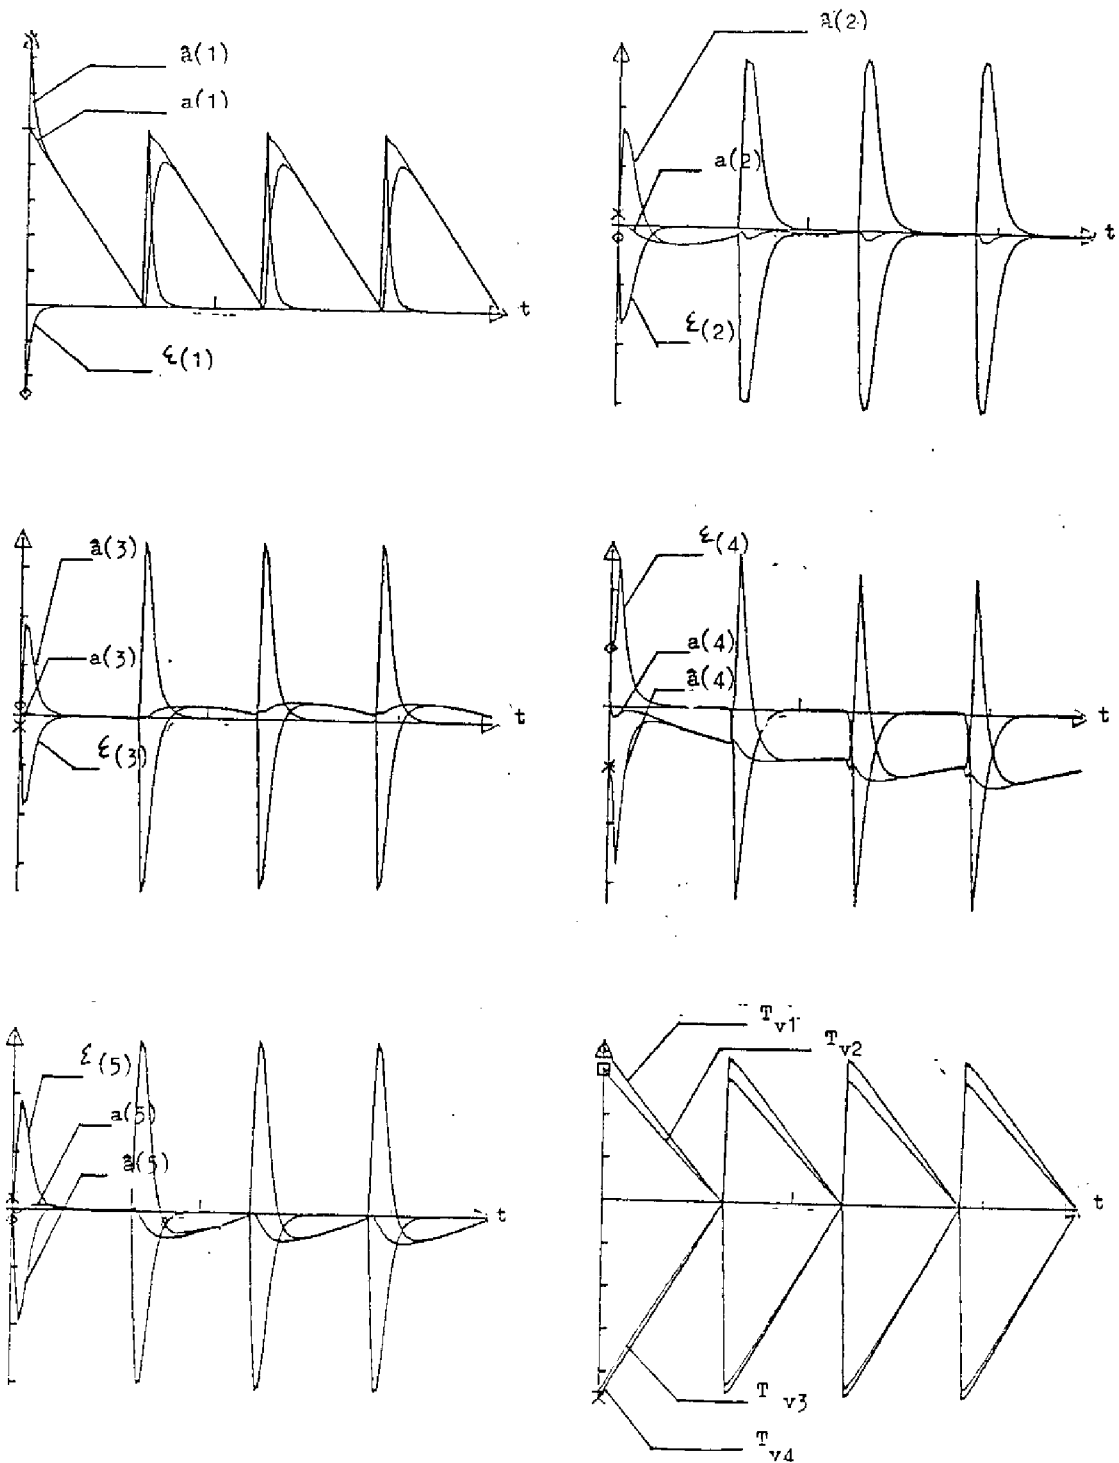 â(1)
a(1)
t
ε(1)
â(2)
a(2)
t
ε(2)
â(3)
a(3)
t
ε(3)
ε(4)
a(4)
â(4)
t
ε(5)
a(5)
â(5)
t
Tv1
Tv2
t
Tv3
Tv4